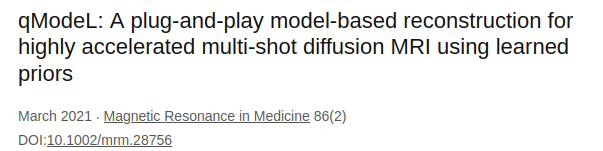 qModeL: A plug-and-play model-based reconstruction for
highly accelerated multi-shot diffusion MRI using learned
priors
March 2021 · Magnetic Resonance in Medicine 86(2)
DOI:10.1002/mrm.28756